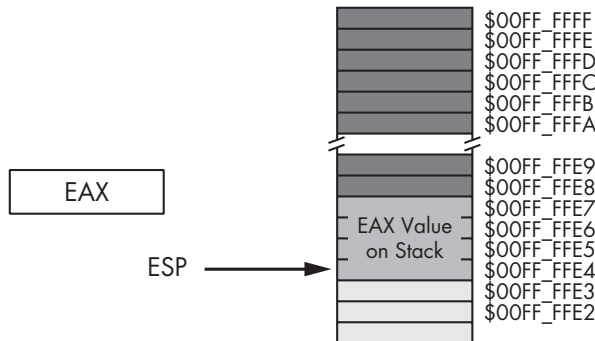 $00FF_FFFF
$00FF_FFFE
$00FF_FFFD
$00FF_FFFC
$00FF_FFFB
$00FF_FFFA
$00FF_FFE9
$00FF_FFE8
$00FF_FFE7
$00FF_FFE6
$00FF_FFE5
$00FF_FFE4
$00FF_FFE3
$00FF_FFE2
EAX
EAX Value
on Stack
ESP